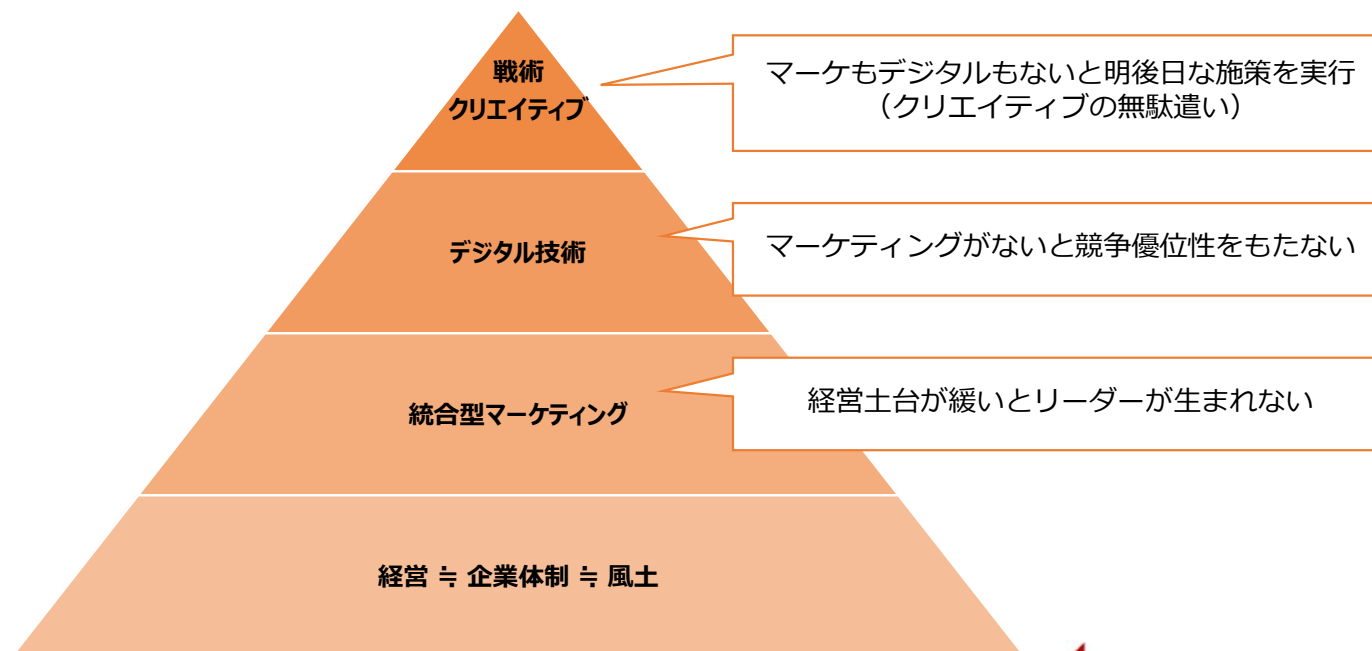 戦術
クリエイティブ
マーケもデジタルもないと明後日な施策を実行
（クリエイティブの無駄遣い）
デジタル技術
マーケティングがないと競争優位性をもたない
統合型マーケティング
経営土台が緩いとリーダーが生まれない
経営 ≒ 企業体制 ≒ 風土